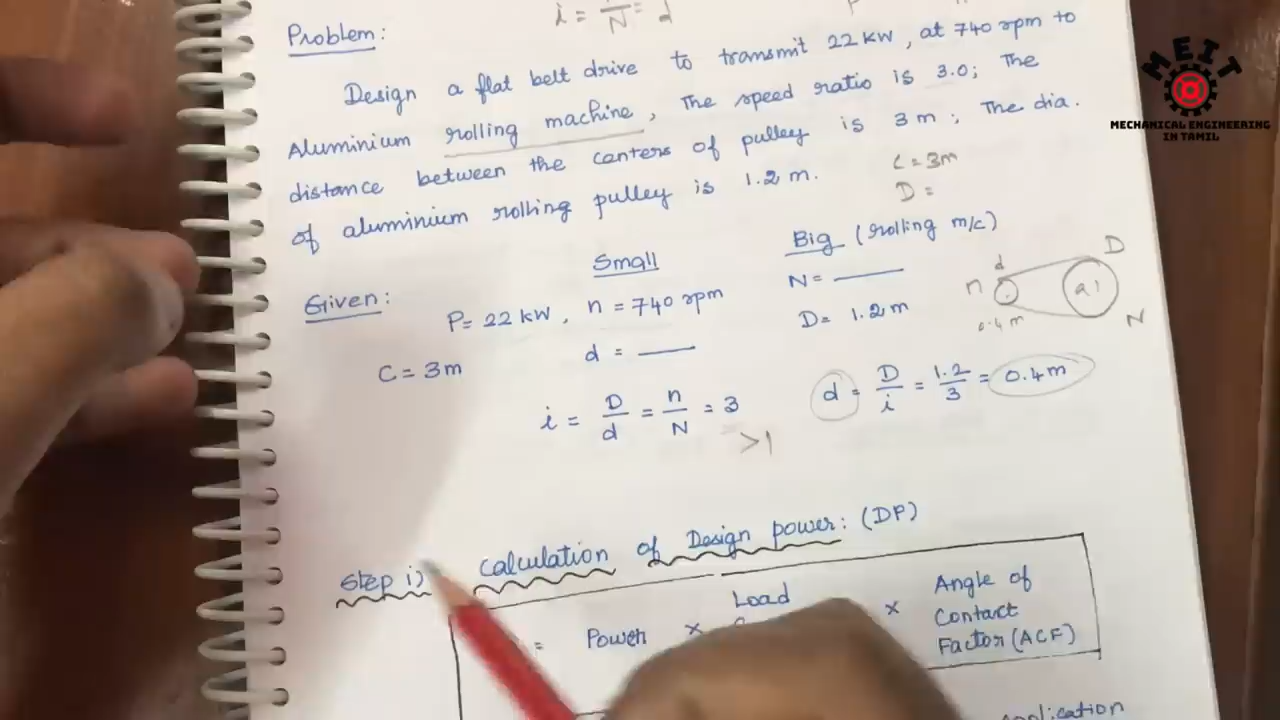 i = n/N = d
Problem:
Design a flat belt drive to transmit 22 kW, at 740 rpm to
Aluminium rolling machine, The speed ratio is 3.0; The
distance between the centers of pulley is 3m; The dia.
of aluminium rolling pulley is 1.2 m.
C = 3m
D =
MEIT
MECHANICAL ENGINEERING
IN TAMIL
Small
Big (rolling m/c)
Given:
P = 22 kW, n = 740 rpm
N = ———
C = 3m
d = ———
D = 1.2 m
d
D
n
0.4 m
N
i = D/d = n/N = 3
>1
d = D/i = 1.2/3 = 0.4m
Step i) Calculation of Design power: (DP)
= Power × Load × Angle of
Contact
Factor (ACF)
application